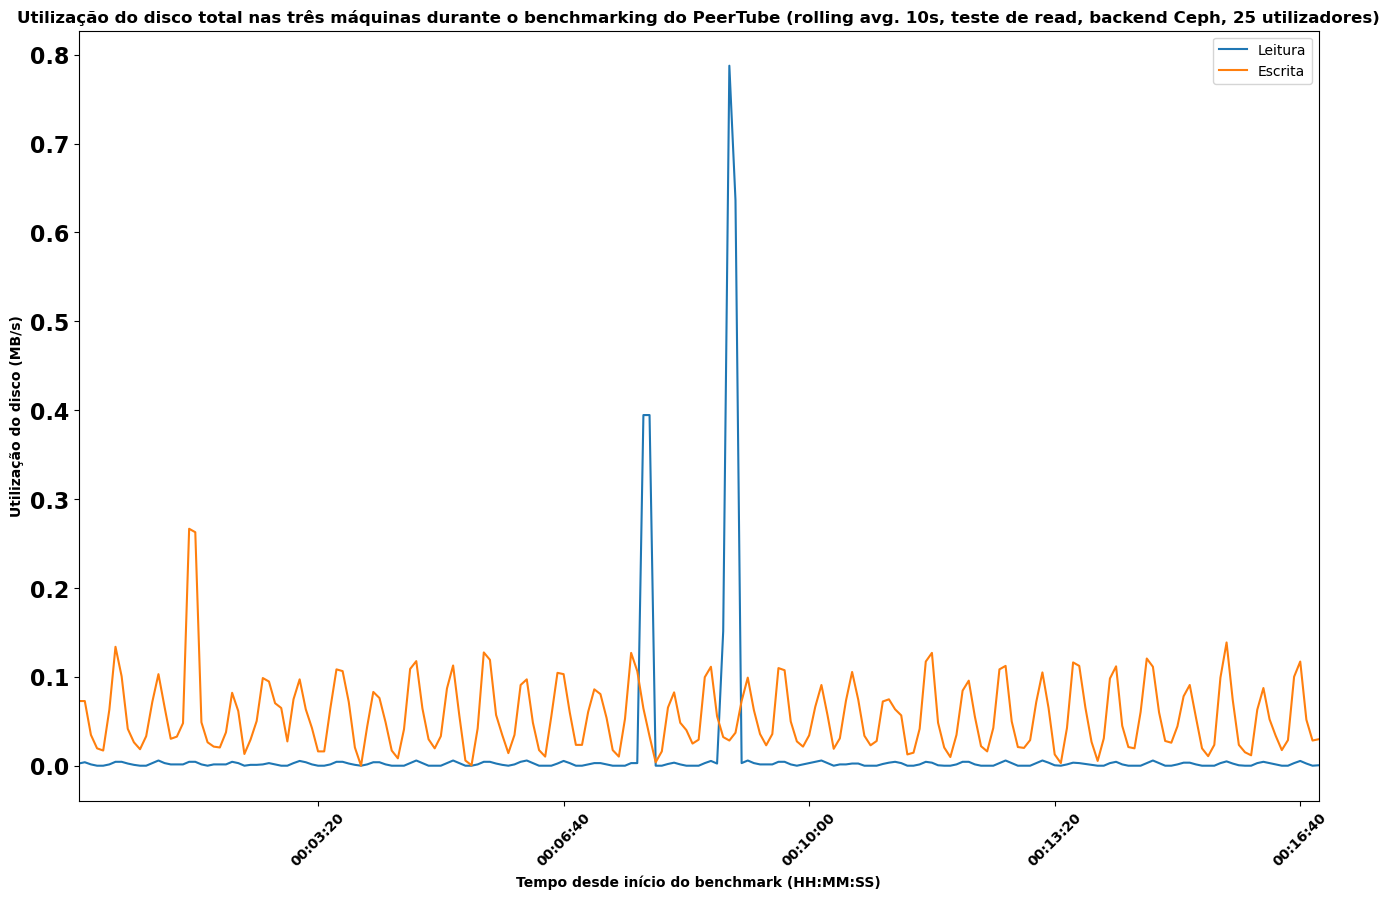 Utilização do disco total nas três máquinas durante o benchmarking do PeerTube (rolling avg. 10s, teste de read, backend Ceph, 25 utilizadores)
Leitura
Escrita
Utilização do disco (MB/s)
0.8
0.7
0.6
0.5
0.4
0.3
0.2
0.1
0.0
00:03:20
00:06:40
00:10:00
00:13:20
00:16:40
Tempo desde início do benchmark (HH:MM:SS)